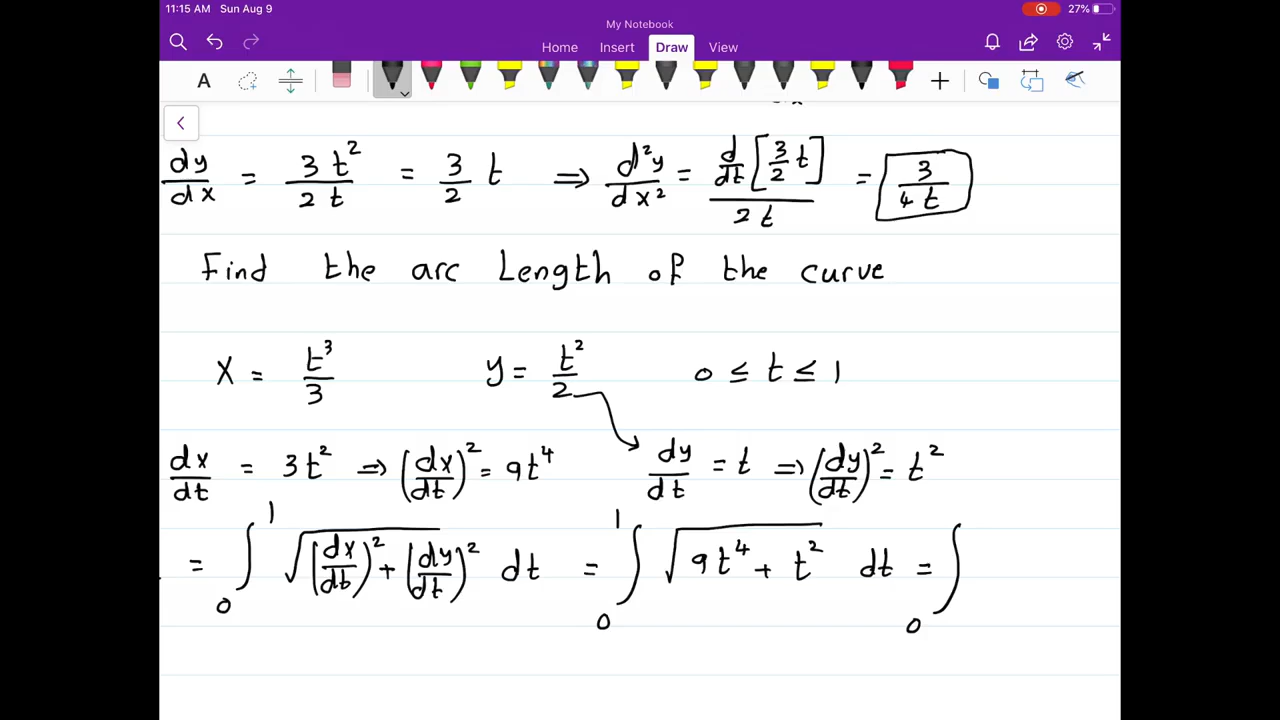 11:15 AM Sun Aug 9 27%
My Notebook
Home Insert Draw View
A
dy/dx = 3t²/2t = 3/2 t ⇒ d²y/dx² = d/dt [3/2 t] / 2t = 3/4t
Find the arc Length of the curve
X = t³/3 y = t²/2 0 ≤ t ≤ 1
dx/dt = 3t² ⇒ (dx/dt)² = 9t⁴ dy/dt = t ⇒ (dy/dt)² = t²
= ∫₀¹ √((dx/dt)² + (dy/dt)²) dt = ∫₀¹ √(9t⁴ + t²) dt = ∫₀